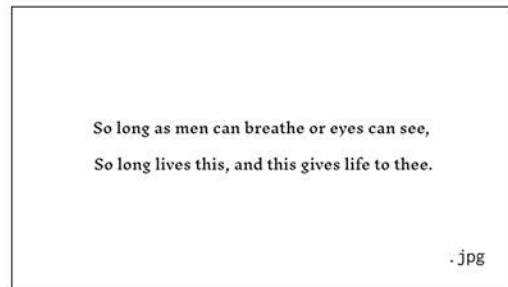 So long as men can breathe or eyes can see,
So long lives this, and this gives life to thee.
.jpg